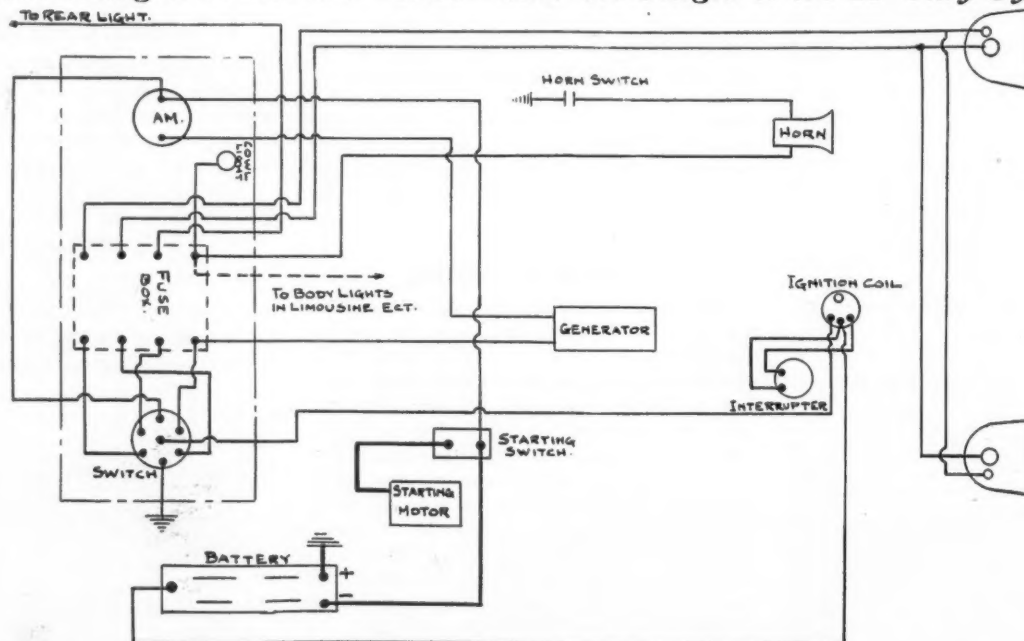 TO REAR LIGHT.
AM.
COWL
LIGHT
HORN SWITCH
HORN
FUSE
BOX.
TO BODY LIGHTS
IN LIMOUSINE ECT.
GENERATOR
IGNITION COIL
INTERRUPTER
SWITCH
STARTING
SWITCH.
STARTING
MOTOR
BATTERY
+
-